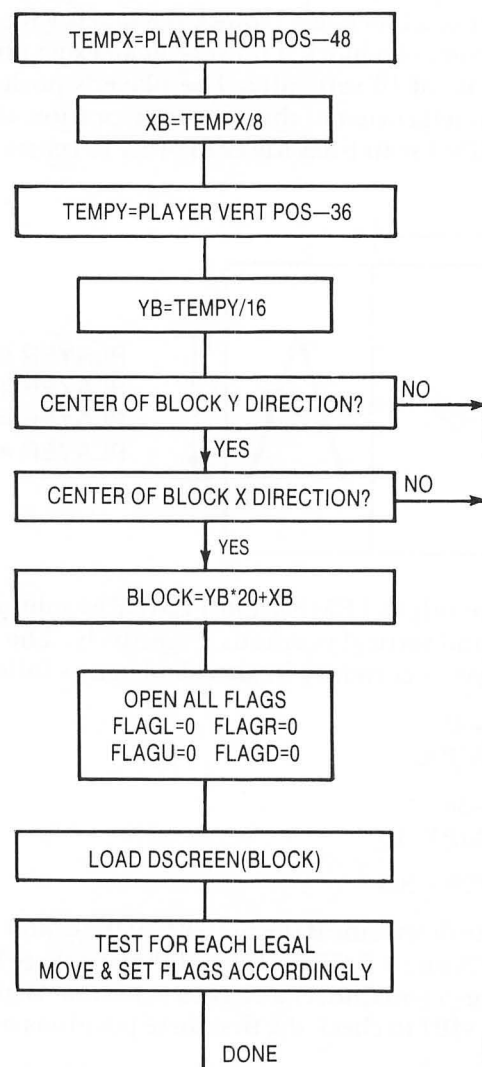 TEMPX=PLAYER HOR POS—48
XB=TEMPX/8
TEMPY=PLAYER VERT POS—36
YB=TEMPY/16
CENTER OF BLOCK Y DIRECTION?
NO
YES
CENTER OF BLOCK X DIRECTION?
NO
YES
BLOCK=YB*20+XB
OPEN ALL FLAGS
FLAGL=0 FLAGR=0
FLAGU=0 FLAGD=0
LOAD DSCREEN(BLOCK)
TEST FOR EACH LEGAL
MOVE & SET FLAGS ACCORDINGLY
DONE